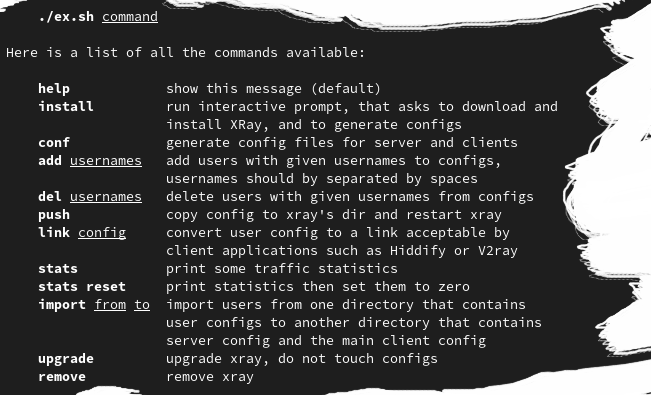 ./ex.sh command
Here is a list of all the commands available:
help show this message (default)
install run interactive prompt, that asks to download and
install XRay, and to generate configs
conf generate config files for server and clients
add usernames add users with given usernames to configs,
usernames should by separated by spaces
del usernames delete users with given usernames from configs
push copy config to xray's dir and restart xray
link config convert user config to a link acceptable by
client applications such as Hiddify or V2ray
stats print some traffic statistics
stats reset print statistics then set them to zero
import from to import users from one directory that contains
user configs to another directory that contains
server config and the main client config
upgrade upgrade xray, do not touch configs
remove remove xray